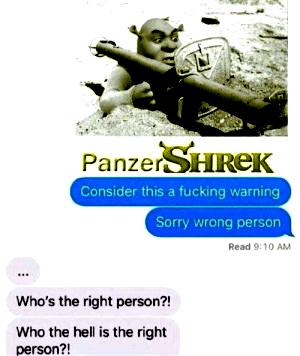 PanzerSHREK
Consider this a fucking warning
Sorry wrong person
Read 9:10 AM
...
Who's the right person?!
Who the hell is the right
person?!